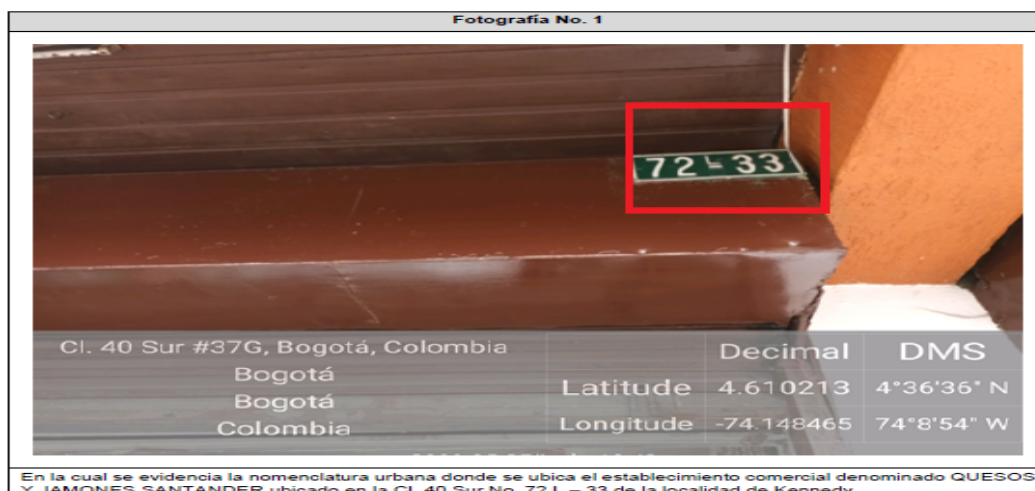 Fotografía No. 1
72 L - 33
Cl. 40 Sur #37G, Bogotá, Colombia
Bogotá
Bogotá
Colombia
Decimal DMS
Latitude 4.610213 4°36'36" N
Longitude -74.148465 74°8'54" W
En la cual se evidencia la nomenclatura urbana donde se ubica el establecimiento comercial denominado QUESOS
Y JAMONES SANTANDER ubicado en la CL 40 Sur No. 72 L – 33 de la localidad de Kennedy